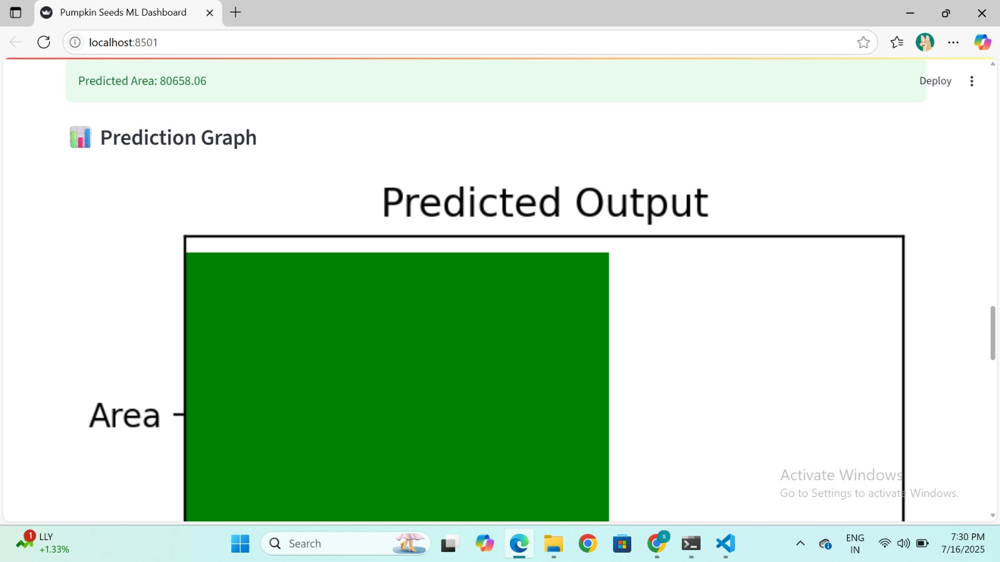 Pumpkin Seeds ML Dashboard
localhost:8501
Predicted Area: 80658.06
Deploy
Prediction Graph
Predicted Output
Area
Activate Windows
Go to Settings to activate Windows.
1
LLY
+1.33%
Search
S
ENG
IN
7:30 PM
7/16/2025